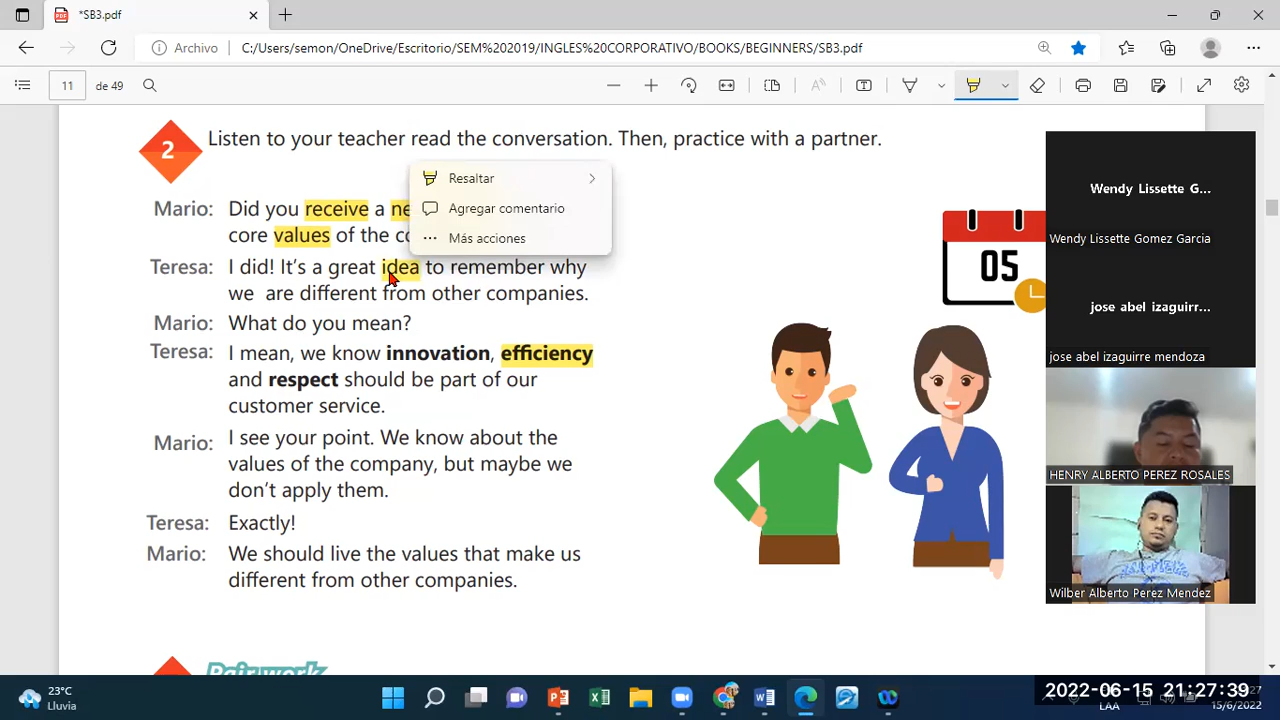 *SB3.pdf
Archivo
C:/Users/semon/OneDrive/Escritorio/SEM%202019/INGLES%20CORPORATIVO/BOOKS/BEGINNERS/SB3.pdf
11 de 49
2 Listen to your teacher read the conversation. Then, practice with a partner.
Resaltar
Agregar comentario
Más acciones
Mario: Did you receive a
core values of the
Teresa: I did! It's a great idea to remember why
we are different from other companies.
Mario: What do you mean?
Teresa: I mean, we know innovation, efficiency
and respect should be part of our
customer service.
Mario: I see your point. We know about the
values of the company, but maybe we
don't apply them.
Teresa: Exactly!
Mario: We should live the values that make us
different from other companies.
Pair work
05
Wendy Lissette G...
Wendy Lissette Gomez Garcia
jose abel izaguirr...
jose abel izaguirre mendoza
HENRY ALBERTO PEREZ ROSALES
Wilber Alberto Perez Mendez
23°C
Lluvia
2022-06-15 21:27:39
LAA
15/6/2022